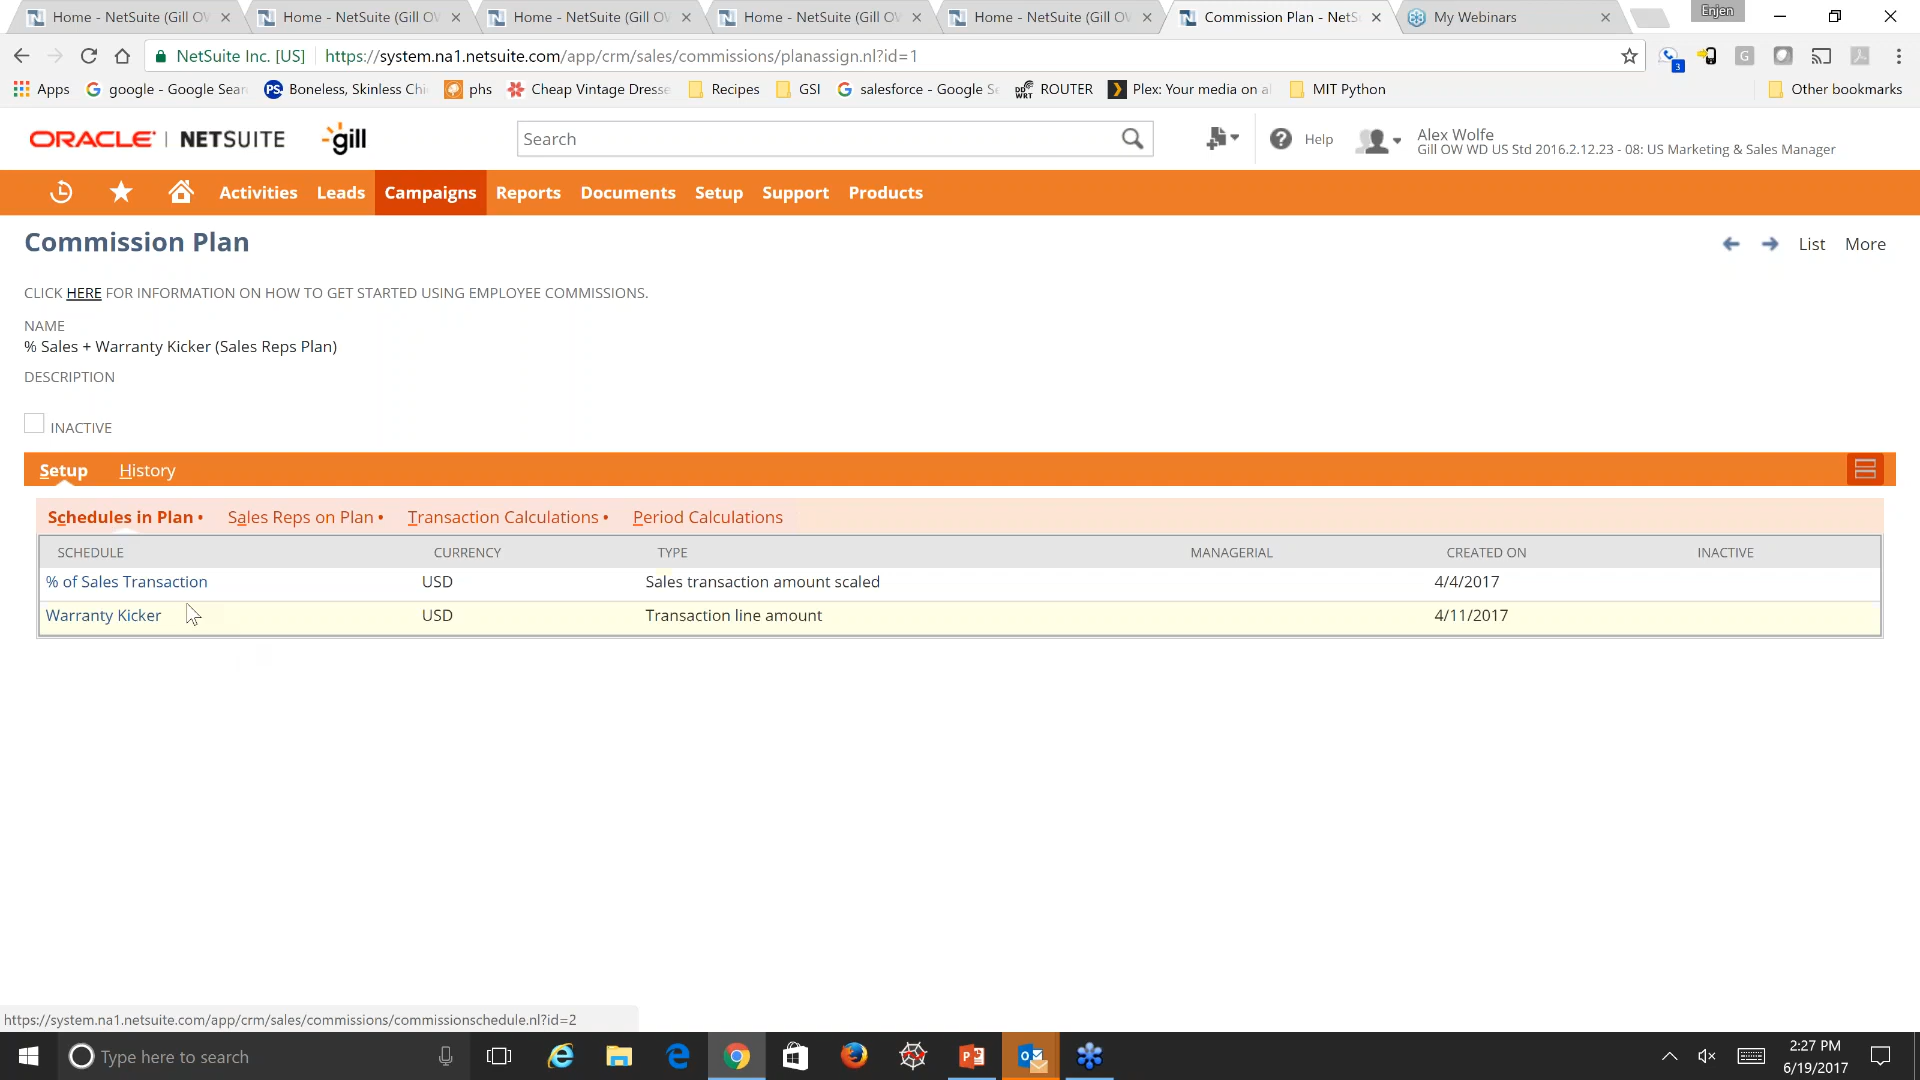 Home - NetSuite (Gill OV
Home - NetSuite (Gill OV
Home - NetSuite (Gill OV
Home - NetSuite (Gill OV
Home - NetSuite (Gill OV
Commission Plan - NetS
My Webinars
Enjen
NetSuite Inc. [US]
https://system.na1.netsuite.com/app/crm/sales/commissions/planassign.nl?id=1
3
Apps
google - Google Sear
Boneless, Skinless Chi
phs
Cheap Vintage Dresse
Recipes
GSI
salesforce - Google Se
ROUTER
Plex: Your media on a
MIT Python
Other bookmarks
ORACLE | NETSUITE
gill
Search
Help
Alex Wolfe
Gill OW WD US Std 2016.2.12.23 - 08: US Marketing & Sales Manager
Activities
Leads
Campaigns
Reports
Documents
Setup
Support
Products
Commission Plan
List
More
CLICK HERE FOR INFORMATION ON HOW TO GET STARTED USING EMPLOYEE COMMISSIONS.
NAME
% Sales + Warranty Kicker (Sales Reps Plan)
DESCRIPTION
INACTIVE
Setup
History
Schedules in Plan •
Sales Reps on Plan •
Transaction Calculations •
Period Calculations
SCHEDULE CURRENCY TYPE MANAGERIAL CREATED ON INACTIVE
% of Sales Transaction USD Sales transaction amount scaled 4/4/2017
Warranty Kicker USD Transaction line amount 4/11/2017
https://system.na1.netsuite.com/app/crm/sales/commissions/commissionschedule.nl?id=2
Type here to search
2:27 PM
6/19/2017